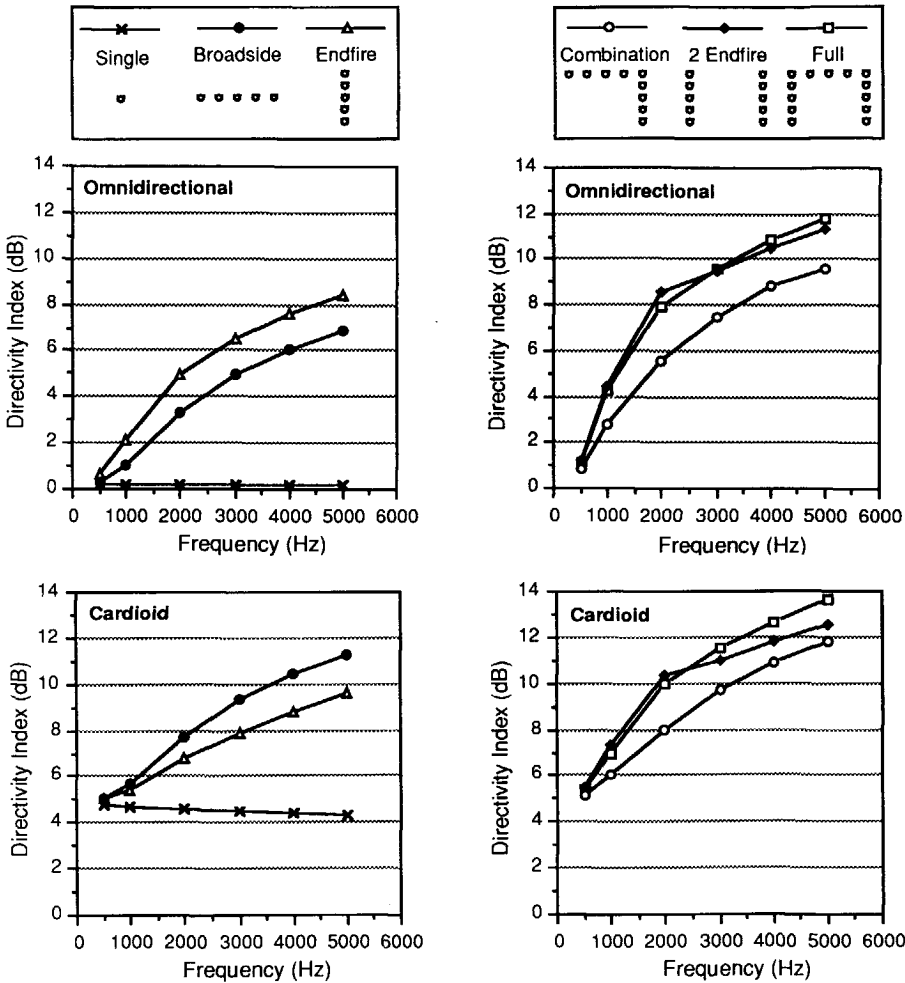 Single Broadside Endfire
Combination 2 Endfire Full
Omnidirectional
Directivity Index (dB)
14
12
10
8
6
4
2
0
0 1000 2000 3000 4000 5000 6000
Frequency (Hz)
Omnidirectional
Directivity Index (dB)
14
12
10
8
6
4
2
0
0 1000 2000 3000 4000 5000 6000
Frequency (Hz)
Cardioid
Directivity Index (dB)
14
12
10
8
6
4
2
0
0 1000 2000 3000 4000 5000 6000
Frequency (Hz)
Cardioid
Directivity Index (dB)
14
12
10
8
6
4
2
0
0 1000 2000 3000 4000 5000 6000
Frequency (Hz)